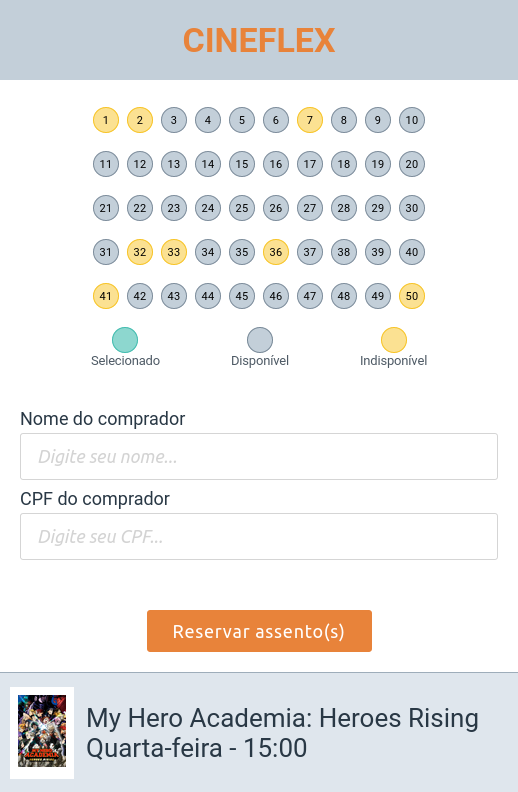 CINEFLEX
1 2 3 4 5 6 7 8 9 10
11 12 13 14 15 16 17 18 19 20
21 22 23 24 25 26 27 28 29 30
31 32 33 34 35 36 37 38 39 40
41 42 43 44 45 46 47 48 49 50
Selecionado Disponível Indisponível
Nome do comprador
Digite seu nome...
CPF do comprador
Digite seu CPF...
Reservar assento(s)
My Hero Academia: Heroes Rising
Quarta-feira - 15:00